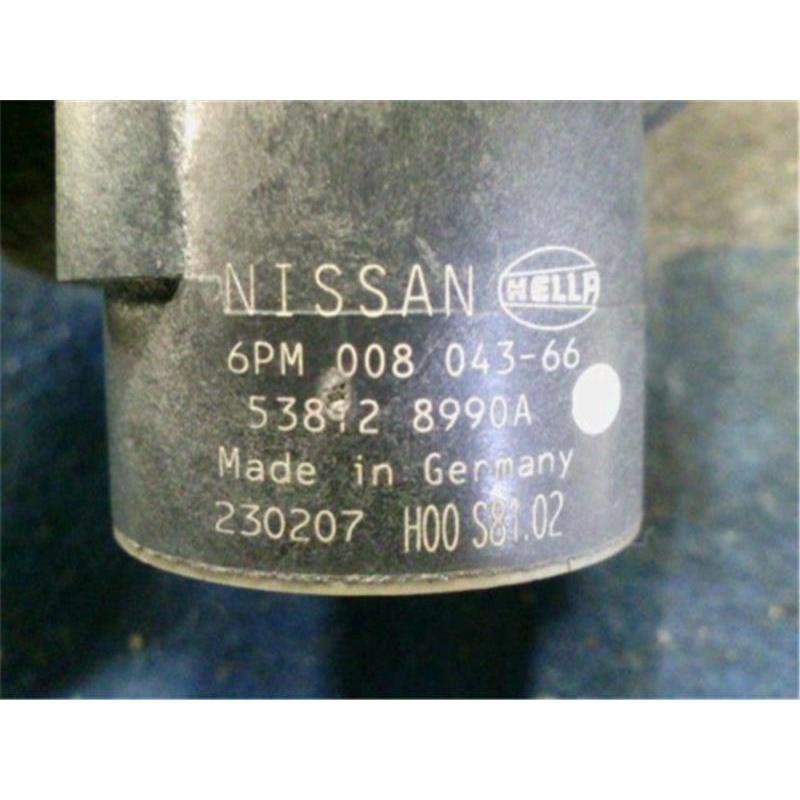 NISSAN HELLA
6PM 008 043-66
53812 8990A
Made in Germany
230207 H00 S81.02